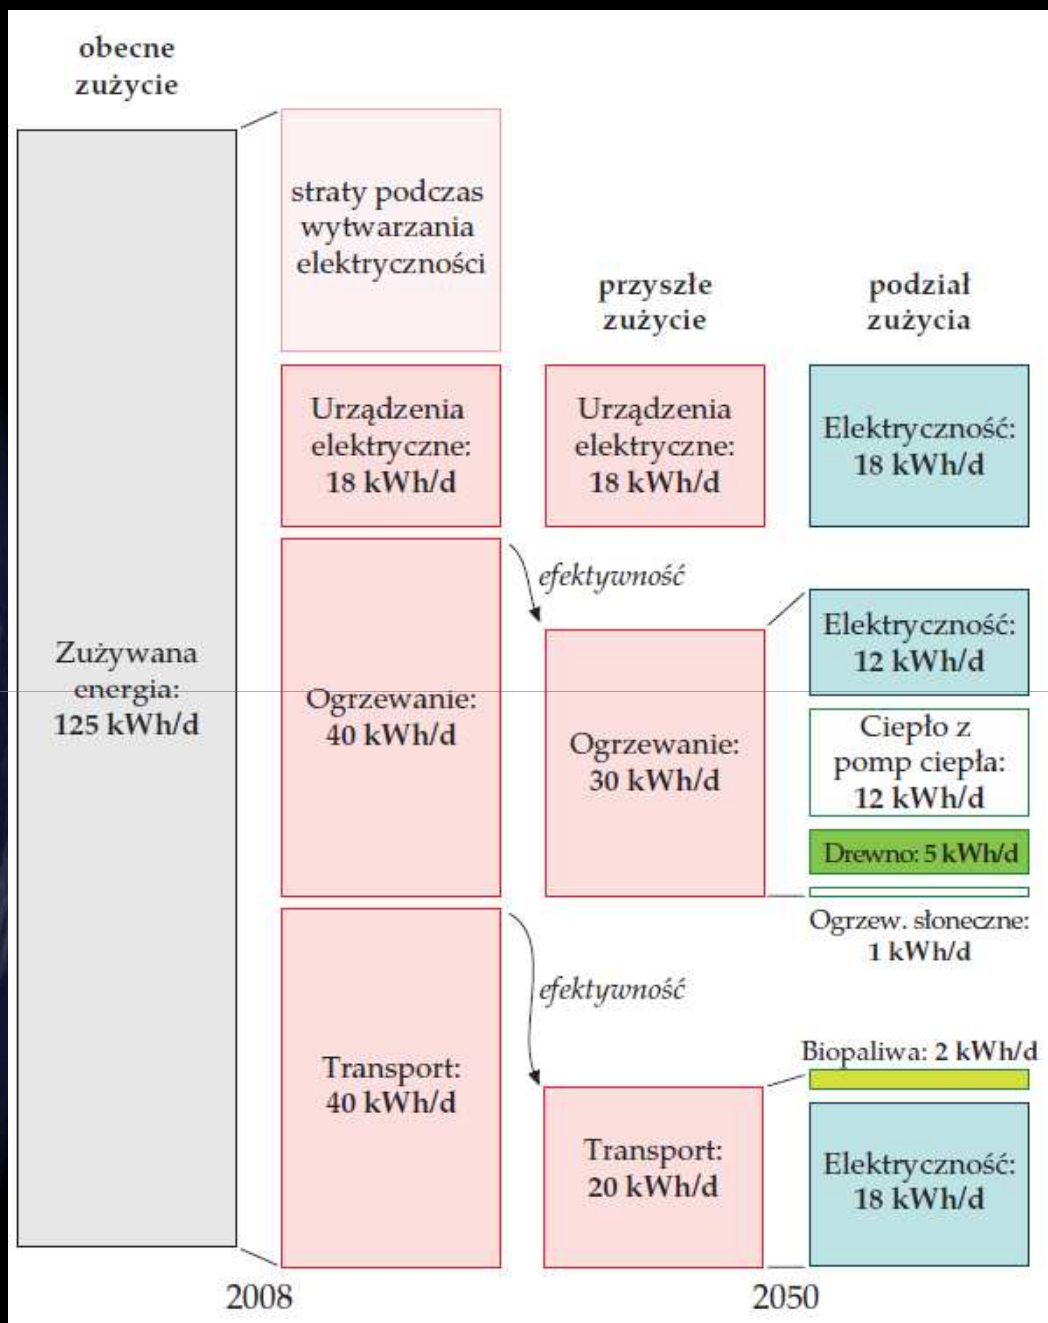 obecne
zużycie
Zużywana
energia:
125 kWh/d
straty podczas
wytwarzania
elektryczności
Urządzenia
elektryczne:
18 kWh/d
Ogrzewanie:
40 kWh/d
Transport:
40 kWh/d
2008
efektywność
efektywność
przyszłe
zużycie
Urządzenia
elektryczne:
18 kWh/d
Ogrzewanie:
30 kWh/d
Transport:
20 kWh/d
podział
zużycia
Elektryczność:
18 kWh/d
Elektryczność:
12 kWh/d
Ciepło z
pomp ciepła:
12 kWh/d
Drewno: 5 kWh/d
Ogrzew. słoneczne:
1 kWh/d
Biopaliwa: 2 kWh/d
Elektryczność:
18 kWh/d
2050